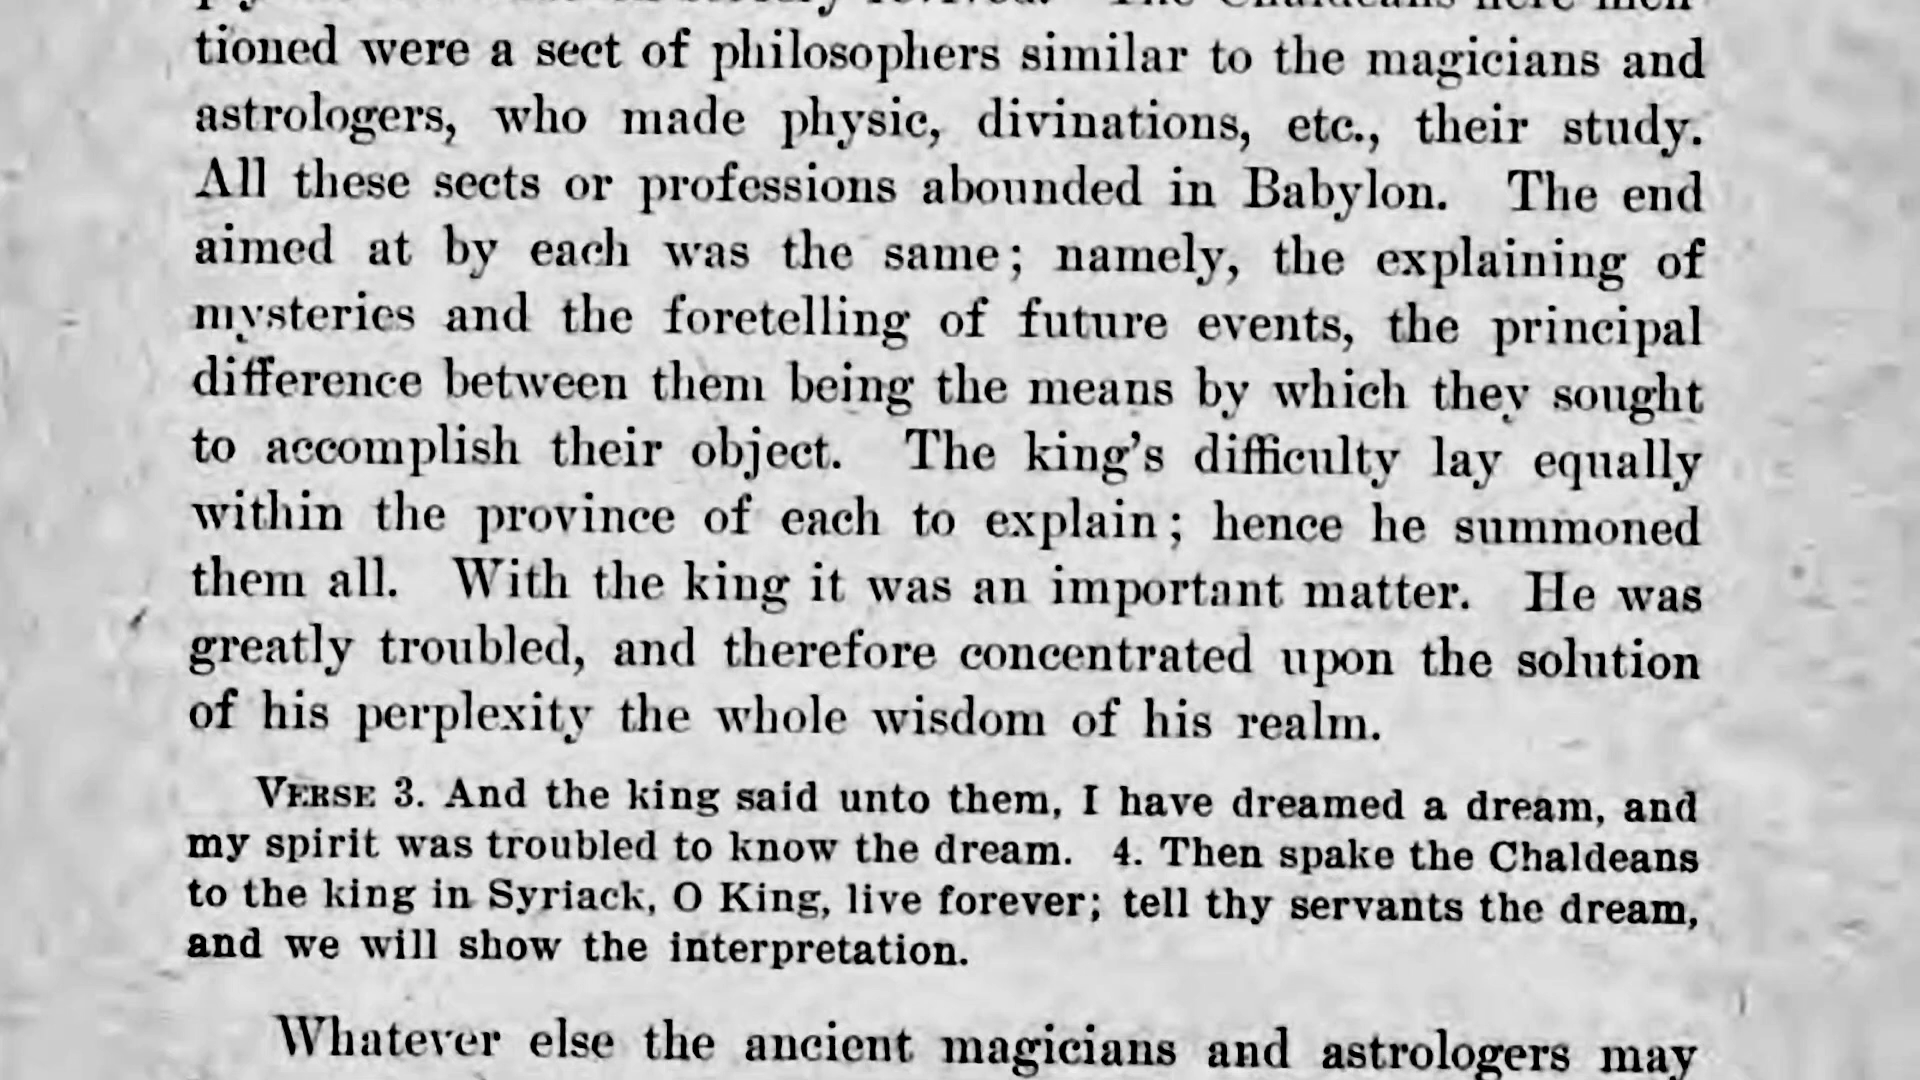 The Chaldeans here men-
tioned were a sect of philosophers similar to the magicians and
astrologers, who made physic, divinations, etc., their study.
All these sects or professions abounded in Babylon. The end
aimed at by each was the same; namely, the explaining of
mysteries and the foretelling of future events, the principal
difference between them being the means by which they sought
to accomplish their object. The king's difficulty lay equally
within the province of each to explain; hence he summoned
them all. With the king it was an important matter. He was
greatly troubled, and therefore concentrated upon the solution
of his perplexity the whole wisdom of his realm.
VERSE 3. And the king said unto them, I have dreamed a dream, and
my spirit was troubled to know the dream. 4. Then spake the Chaldeans
to the king in Syriack, O King, live forever; tell thy servants the dream,
and we will show the interpretation.
Whatever else the ancient magicians and astrologers may